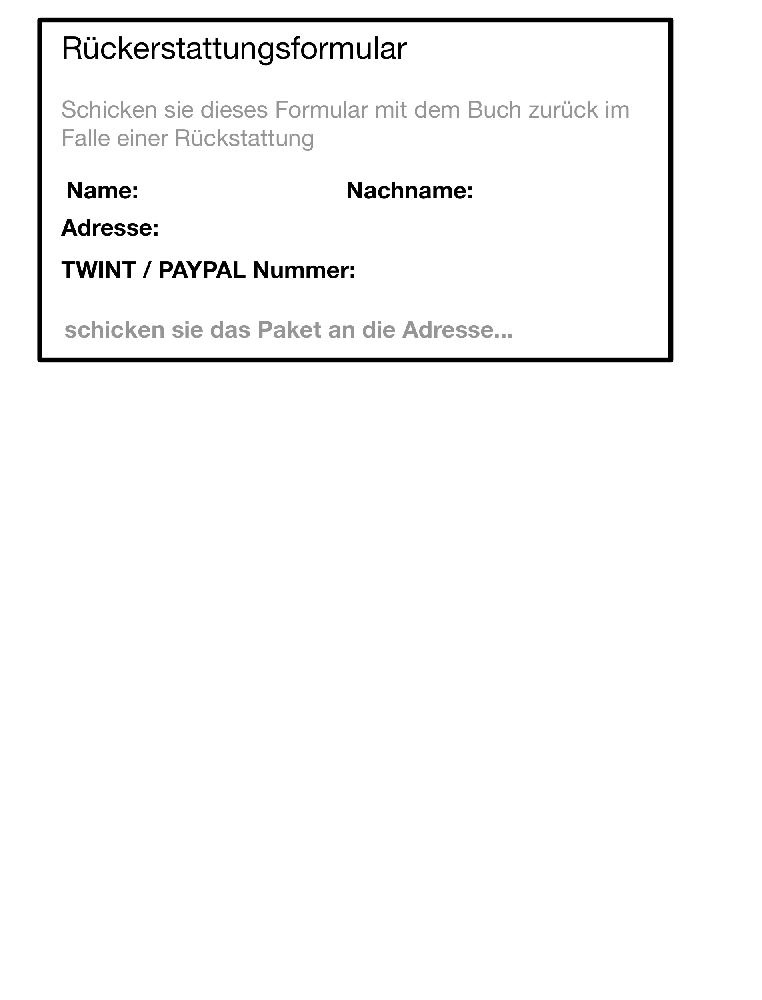 Rückerstattungsformular
Schicken sie dieses Formular mit dem Buch zurück im
Falle einer Rückstattung
Name: Nachname:
Adresse:
TWINT / PAYPAL Nummer:
schicken sie das Paket an die Adresse...